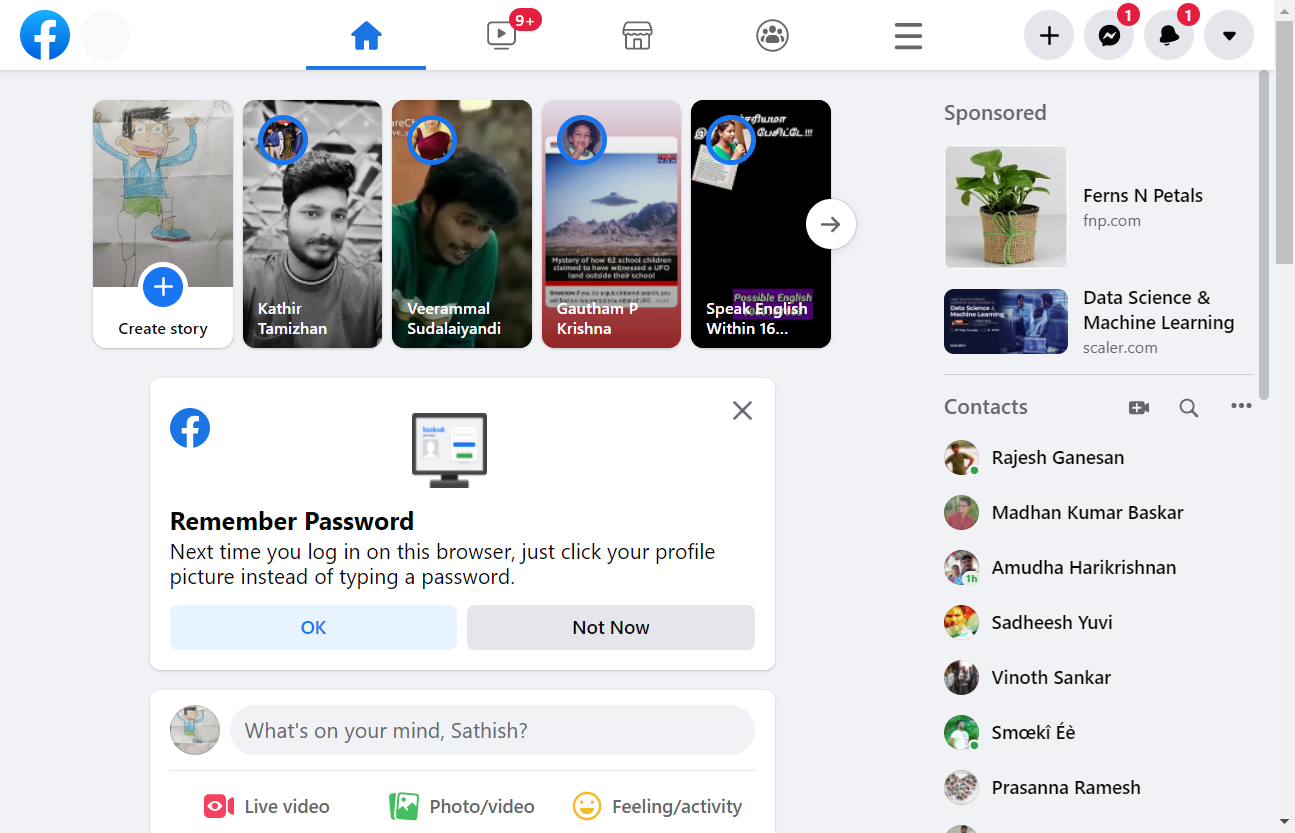 9+
1
1
Create story
Kathir
Tamizhan
Veerammal
Sudalaiyandi
Mystery of how 62 school children
claimed to have witnessed a UFO
land outside their school
Gautham P
Krishna
Possible English
Speak English
Within 16...
Sponsored
Ferns N Petals
fnp.com
Data Science &
Machine Learning
Data Science &
Machine Learning
scaler.com
Contacts
Rajesh Ganesan
Madhan Kumar Baskar
1h
Amudha Harikrishnan
Sadheesh Yuvi
Vinoth Sankar
Smœkî Éè
Prasanna Ramesh
facebook
Remember Password
Next time you log in on this browser, just click your profile
picture instead of typing a password.
OK
Not Now
What's on your mind, Sathish?
Live video
Photo/video
Feeling/activity